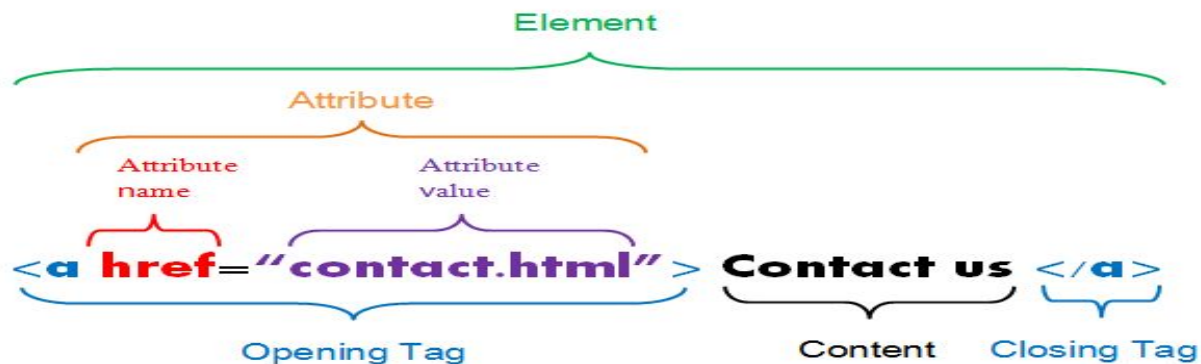 Element
Attribute
Attribute
name
Attribute
value
<a href=“contact.html”> Contact us </a>
Opening Tag
Content
Closing Tag